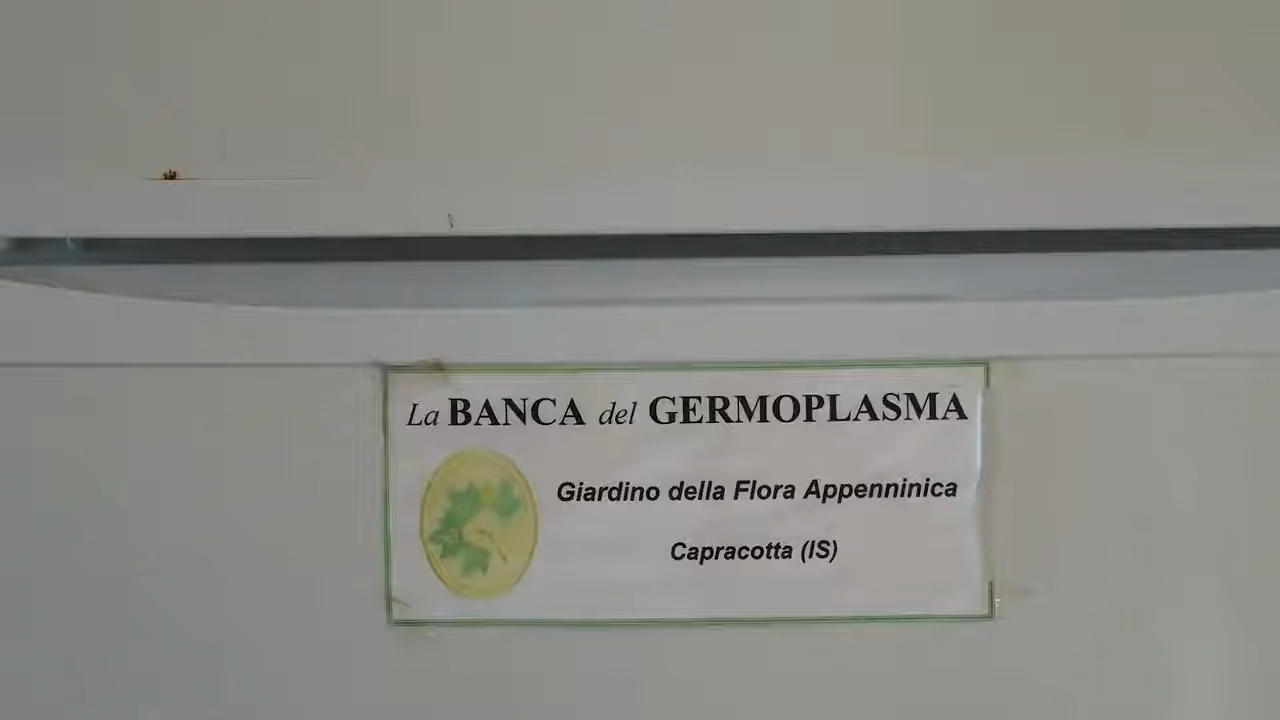 La BANCA del GERMOPLASMA
Giardino della Flora Appenninica
Capracotta (IS)